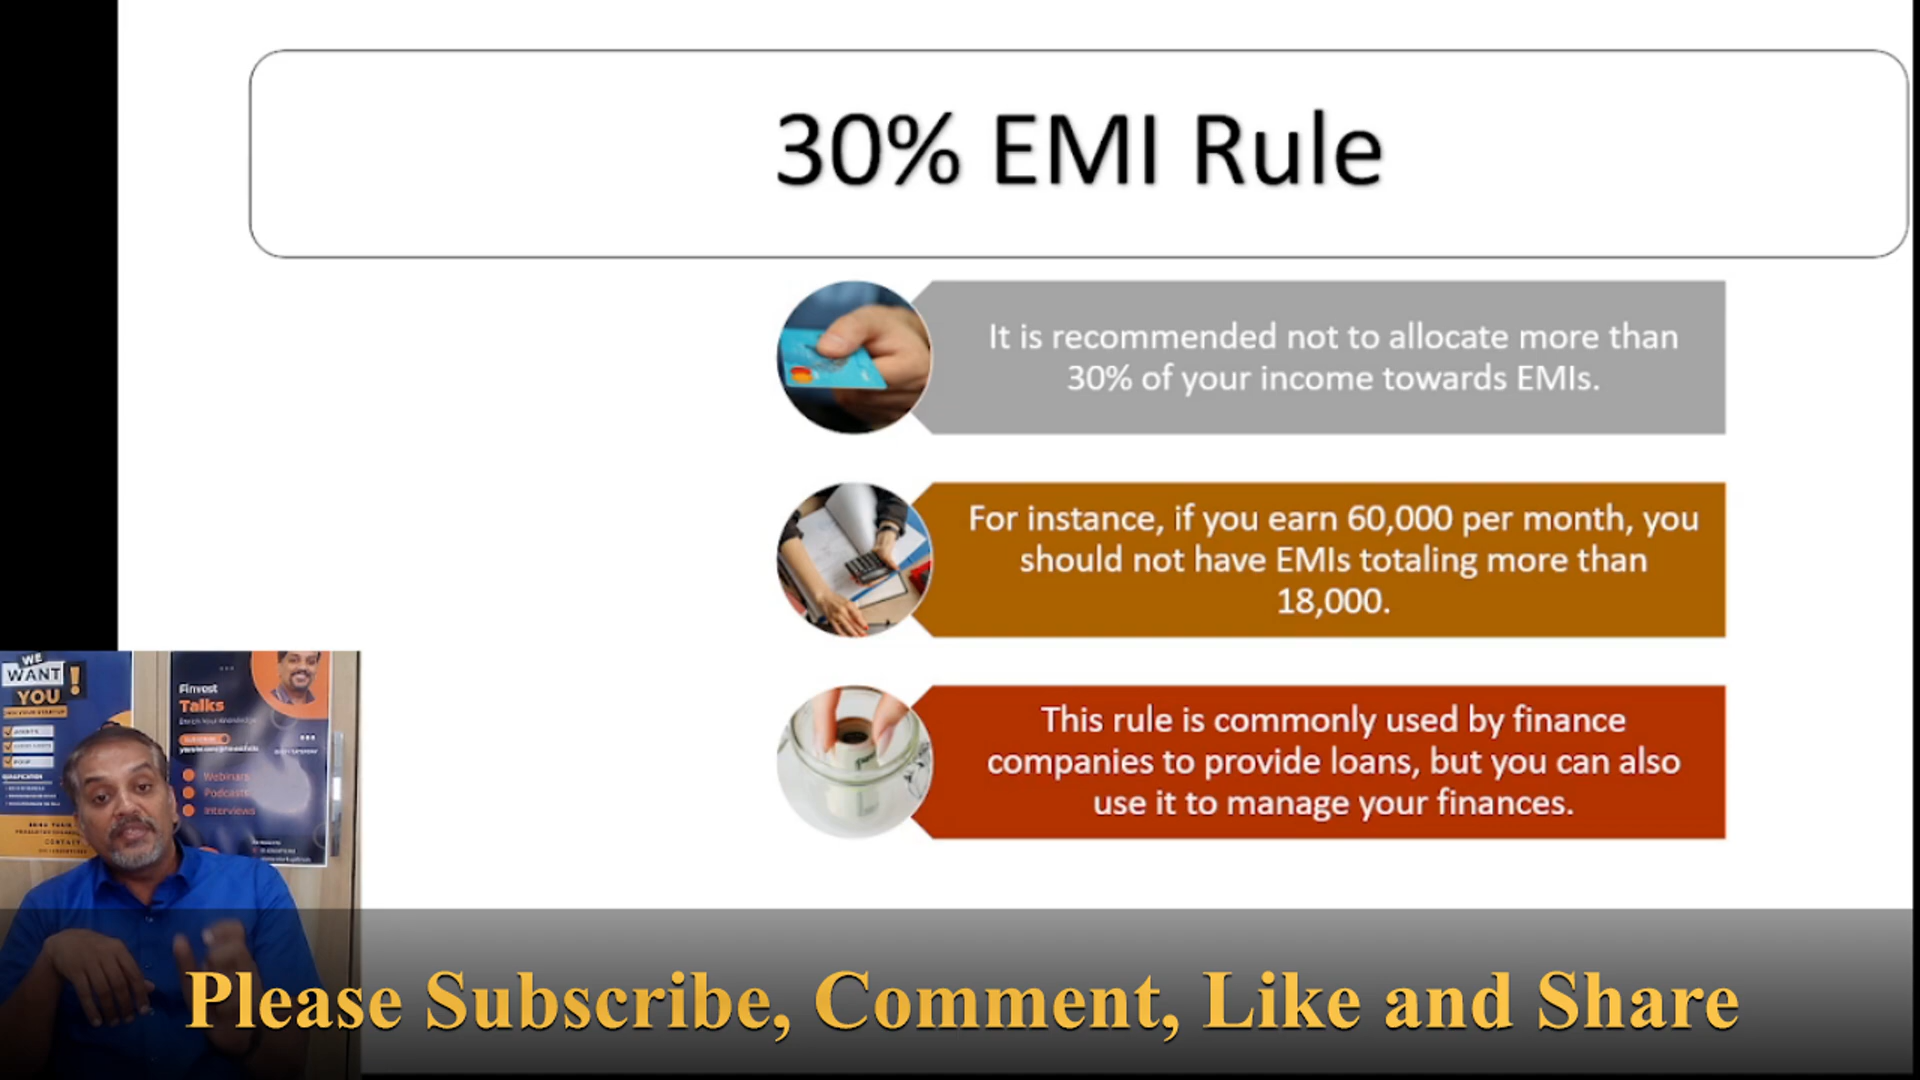 30% EMI Rule
It is recommended not to allocate more than
30% of your income towards EMIs.
For instance, if you earn 60,000 per month, you
should not have EMIs totaling more than
18,000.
This rule is commonly used by finance
companies to provide loans, but you can also
use it to manage your finances.
WE
WANT
YOU !
Finvest
Talks
Enrich Your Knowledge
Webinars
Podcasts
Interviews
Please Subscribe, Comment, Like and Share